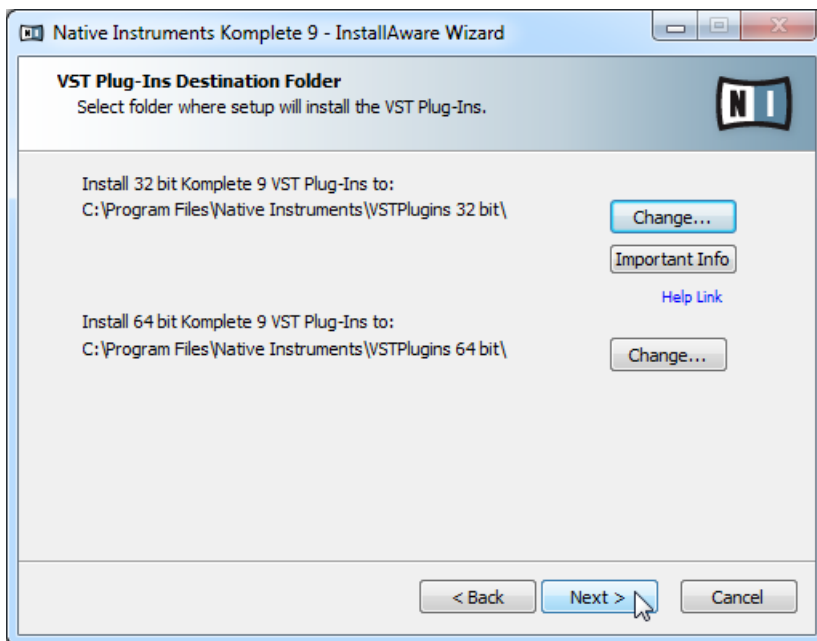 Native Instruments Komplete 9 - InstallAware Wizard
VST Plug-Ins Destination Folder
Select folder where setup will install the VST Plug-Ins.
N I
Install 32 bit Komplete 9 VST Plug-Ins to:
C:\Program Files\Native Instruments\VSTPlugins 32 bit\
Change...
Important Info
Help Link
Install 64 bit Komplete 9 VST Plug-Ins to:
C:\Program Files\Native Instruments\VSTPlugins 64 bit\
Change...
< Back Next > Cancel